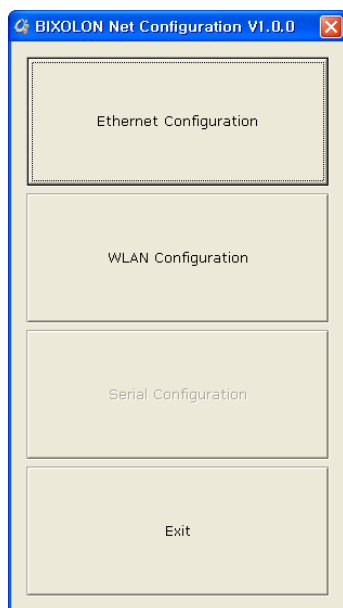 BIXOLON Net Configuration V1.0.0
Ethernet Configuration
WLAN Configuration
Serial Configuration
Exit